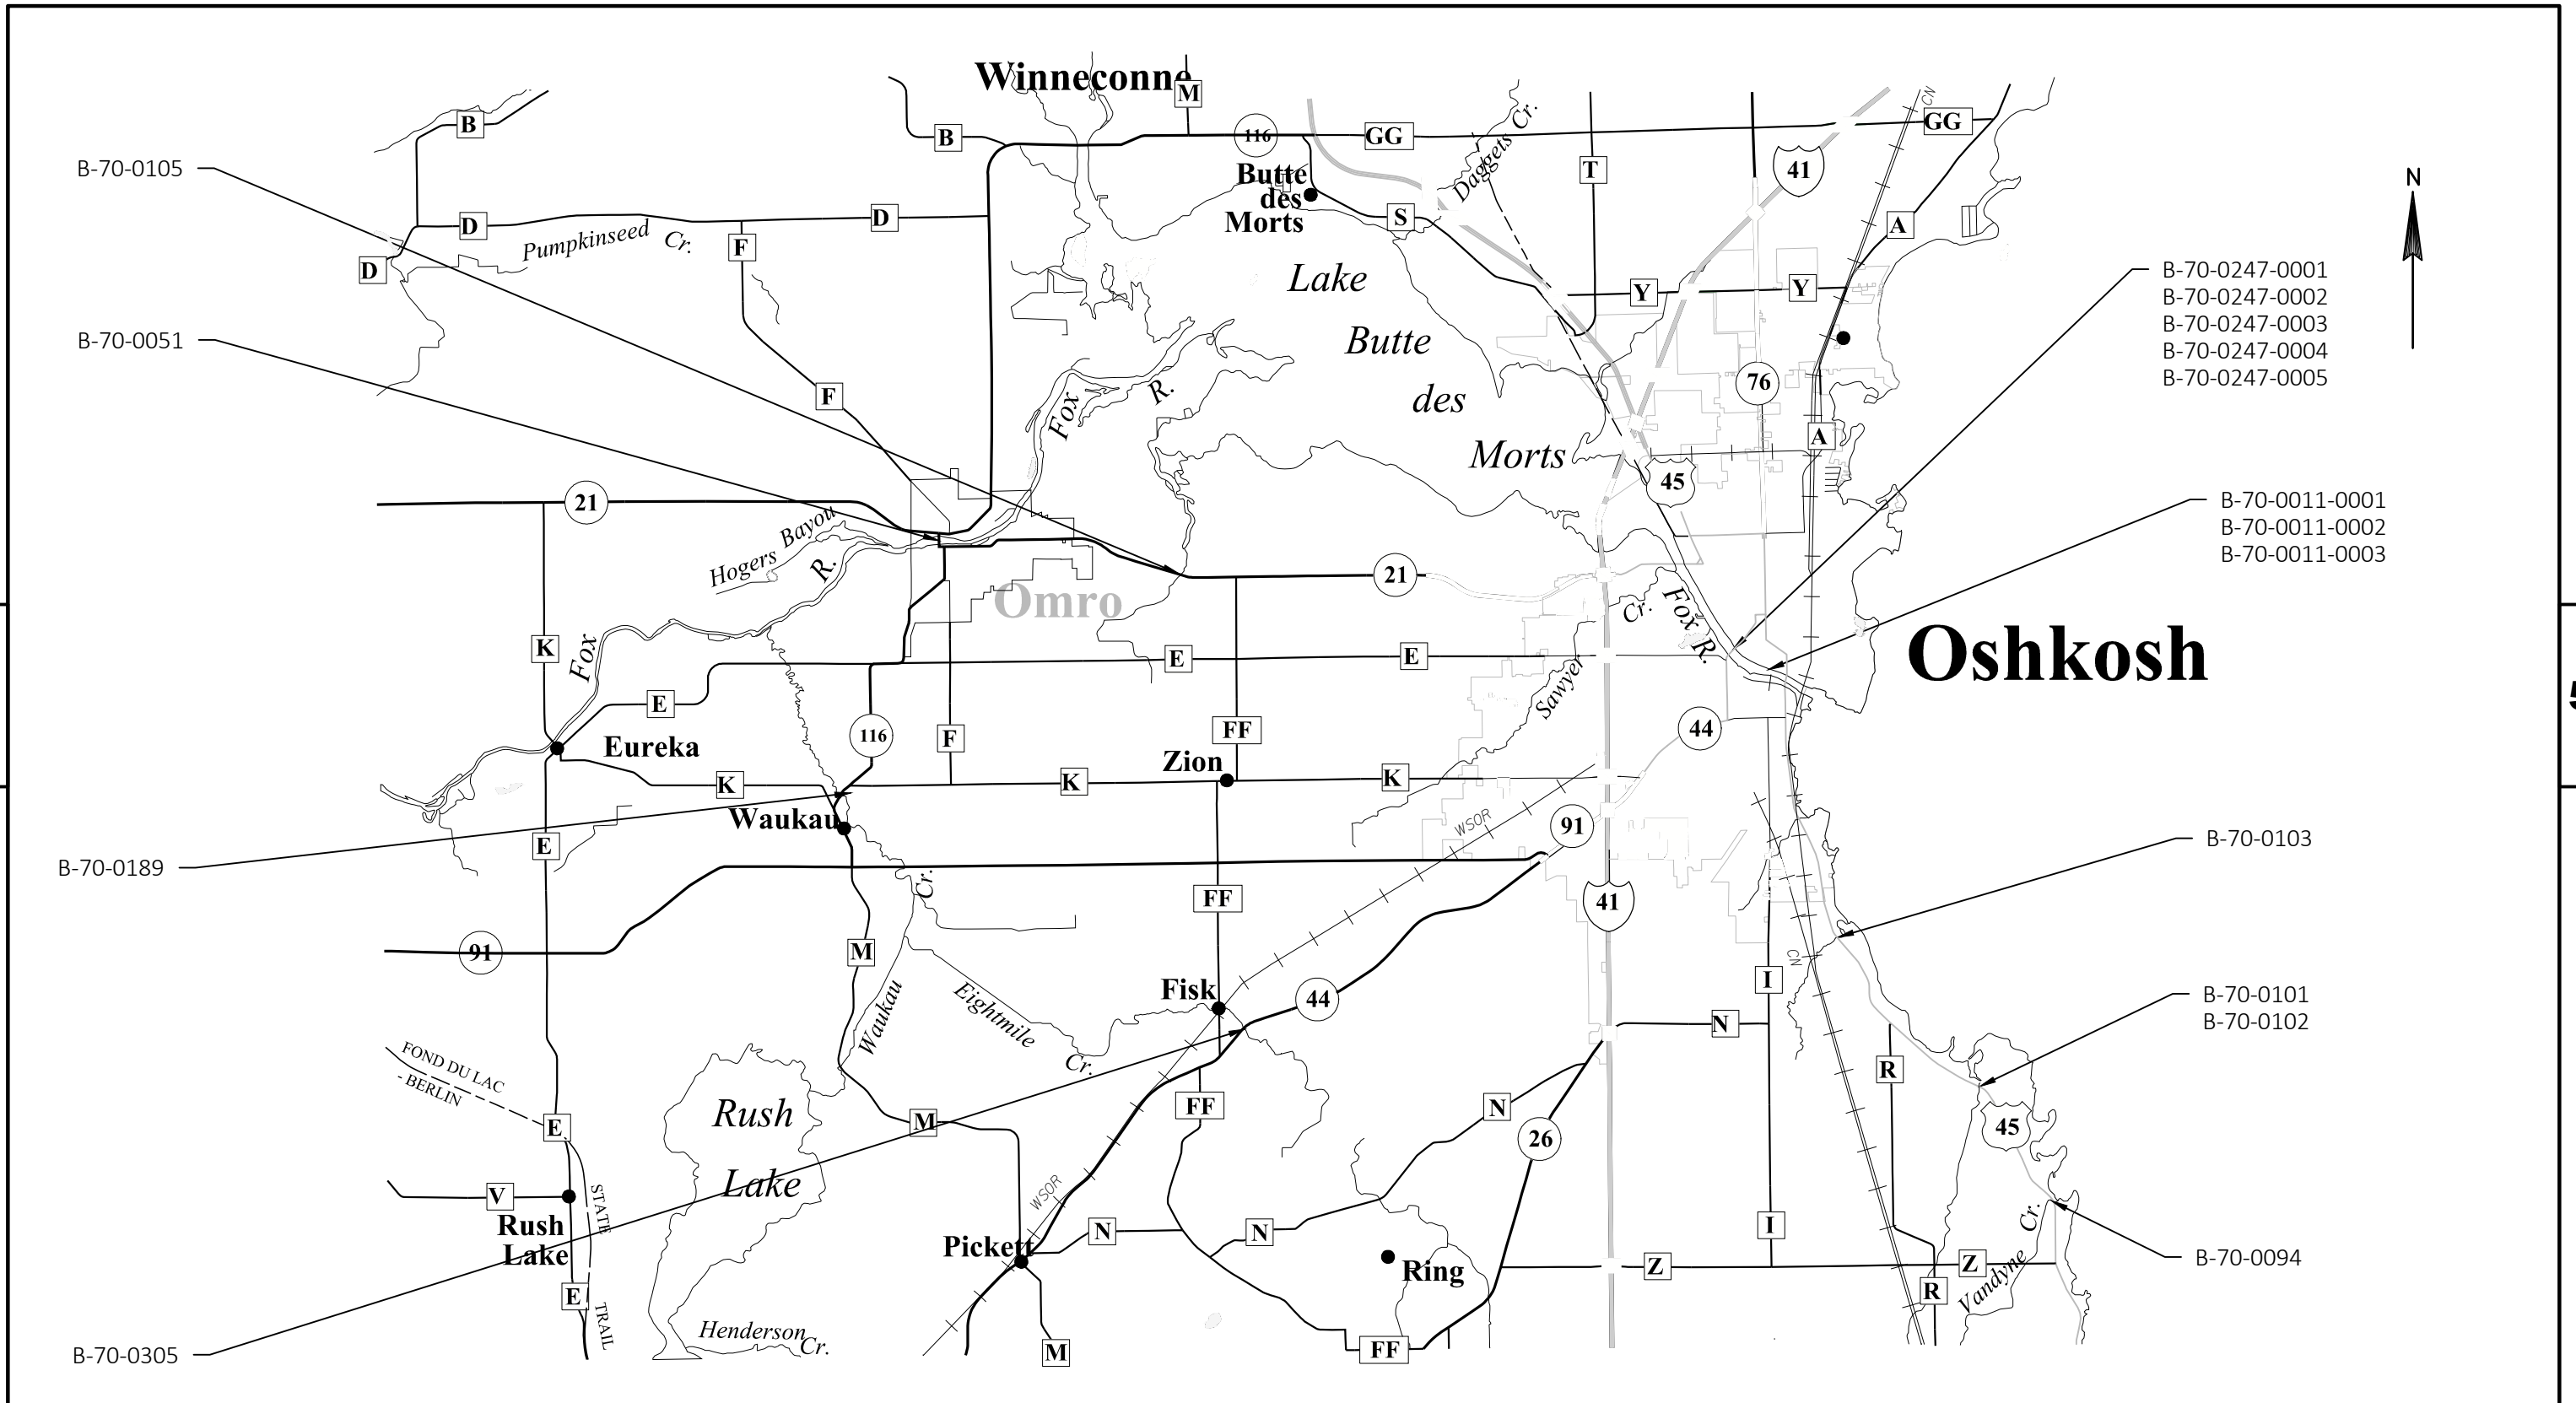 Winneconne
M
CN
B
B
116
GG
GG
Daggets Cr.
B-70-0105
T
41
Butte
des
Morts
N
D
D
S
A
Pumpkinseed Cr.
F
D
Lake
Y
Y
B-70-0247-0001
B-70-0247-0002
B-70-0247-0003
B-70-0247-0004
B-70-0247-0005
B-70-0051
Butte
76
F
Fox R.
des
A
Morts
45
21
B-70-0011-0001
B-70-0011-0002
B-70-0011-0003
Hogers Bayou
R.
21
Omro
Cr.
Fox R.
K
Fox
E
E
Oshkosh
5
Sawyer
E
116
F
FF
44
Eureka
Zion
K
K
K
Waukau
WSOR
91
B-70-0103
E
B-70-0189
Cr.
FF
41
91
M
CN
I
Fisk
44
B-70-0101
B-70-0102
Waukau
Eightmile Cr.
N
FOND DU LAC
- BERLIN
R
Rush
FF
N
E
M
26
45
Lake
WSOR
V
STATE
Rush
Lake
N
N
I
Cr.
Pickett
Ring
Z
Z
B-70-0094
Vandyne
E
R
TRAIL
Henderson Cr.
M
FF
B-70-0305